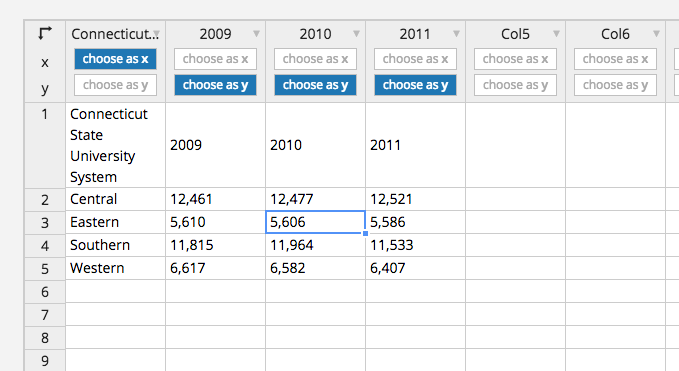 Connecticut... 2009 2010 2011 Col5 Col6
x choose as x choose as x choose as x choose as x choose as x choose as x
y choose as y choose as y choose as y choose as y choose as y choose as y
1 Connecticut
State
University
System
2009 2010 2011
2 Central 12,461 12,477 12,521
3 Eastern 5,610 5,606 5,586
4 Southern 11,815 11,964 11,533
5 Western 6,617 6,582 6,407
6
7
8
9